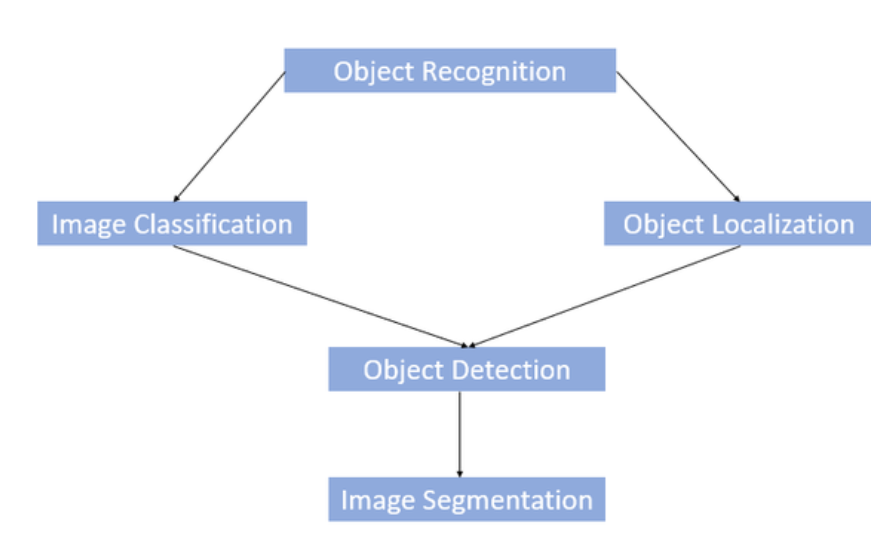 Object Recognition
Image Classification
Object Localization
Object Detection
Image Segmentation